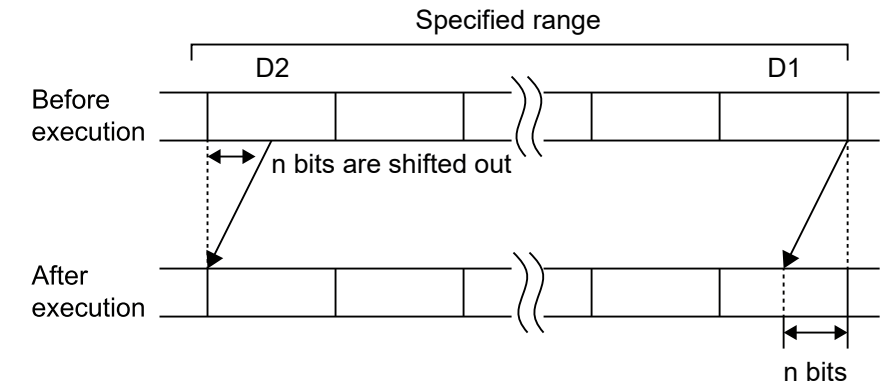 Specified range
D2
D1
Before
execution
n bits are shifted out
After
execution
n bits